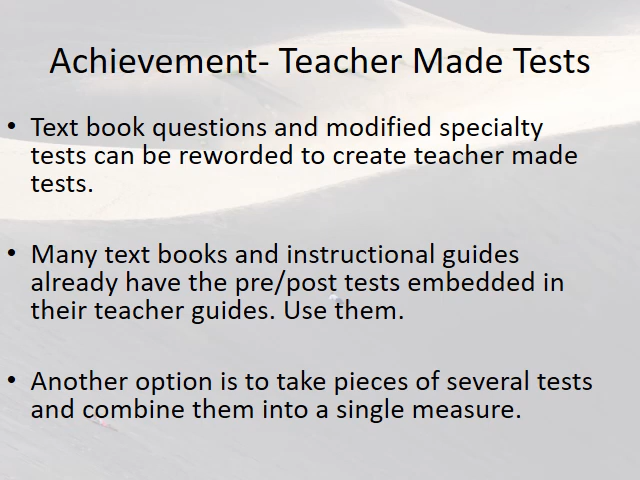 Achievement- Teacher Made Tests
• Text book questions and modified specialty
tests can be reworded to create teacher made
tests.
• Many text books and instructional guides
already have the pre/post tests embedded in
their teacher guides. Use them.
• Another option is to take pieces of several tests
and combine them into a single measure.